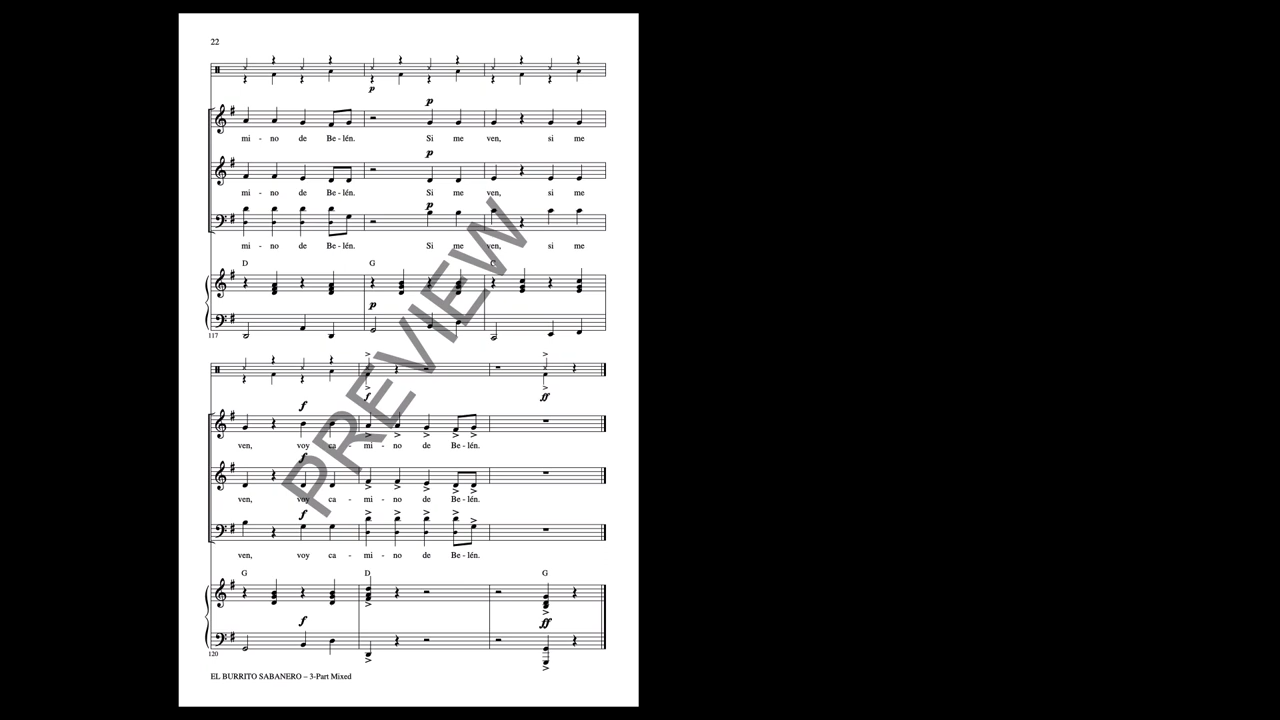 22
p
p
mi - no de Be - lén. Si me ven, si me
p
mi - no de Be - lén. Si me ven, si me
p
mi - no de Be - lén. Si me ven, si me
D G C
p
117
f ff
f
ven, voy ca - mi - no de Be - lén.
f
ven, voy ca - mi - no de Be - lén.
f
ven, voy ca - mi - no de Be - lén.
G D G
f ff
120
EL BURRITO SABANERO – 3-Part Mixed
PREVIEW